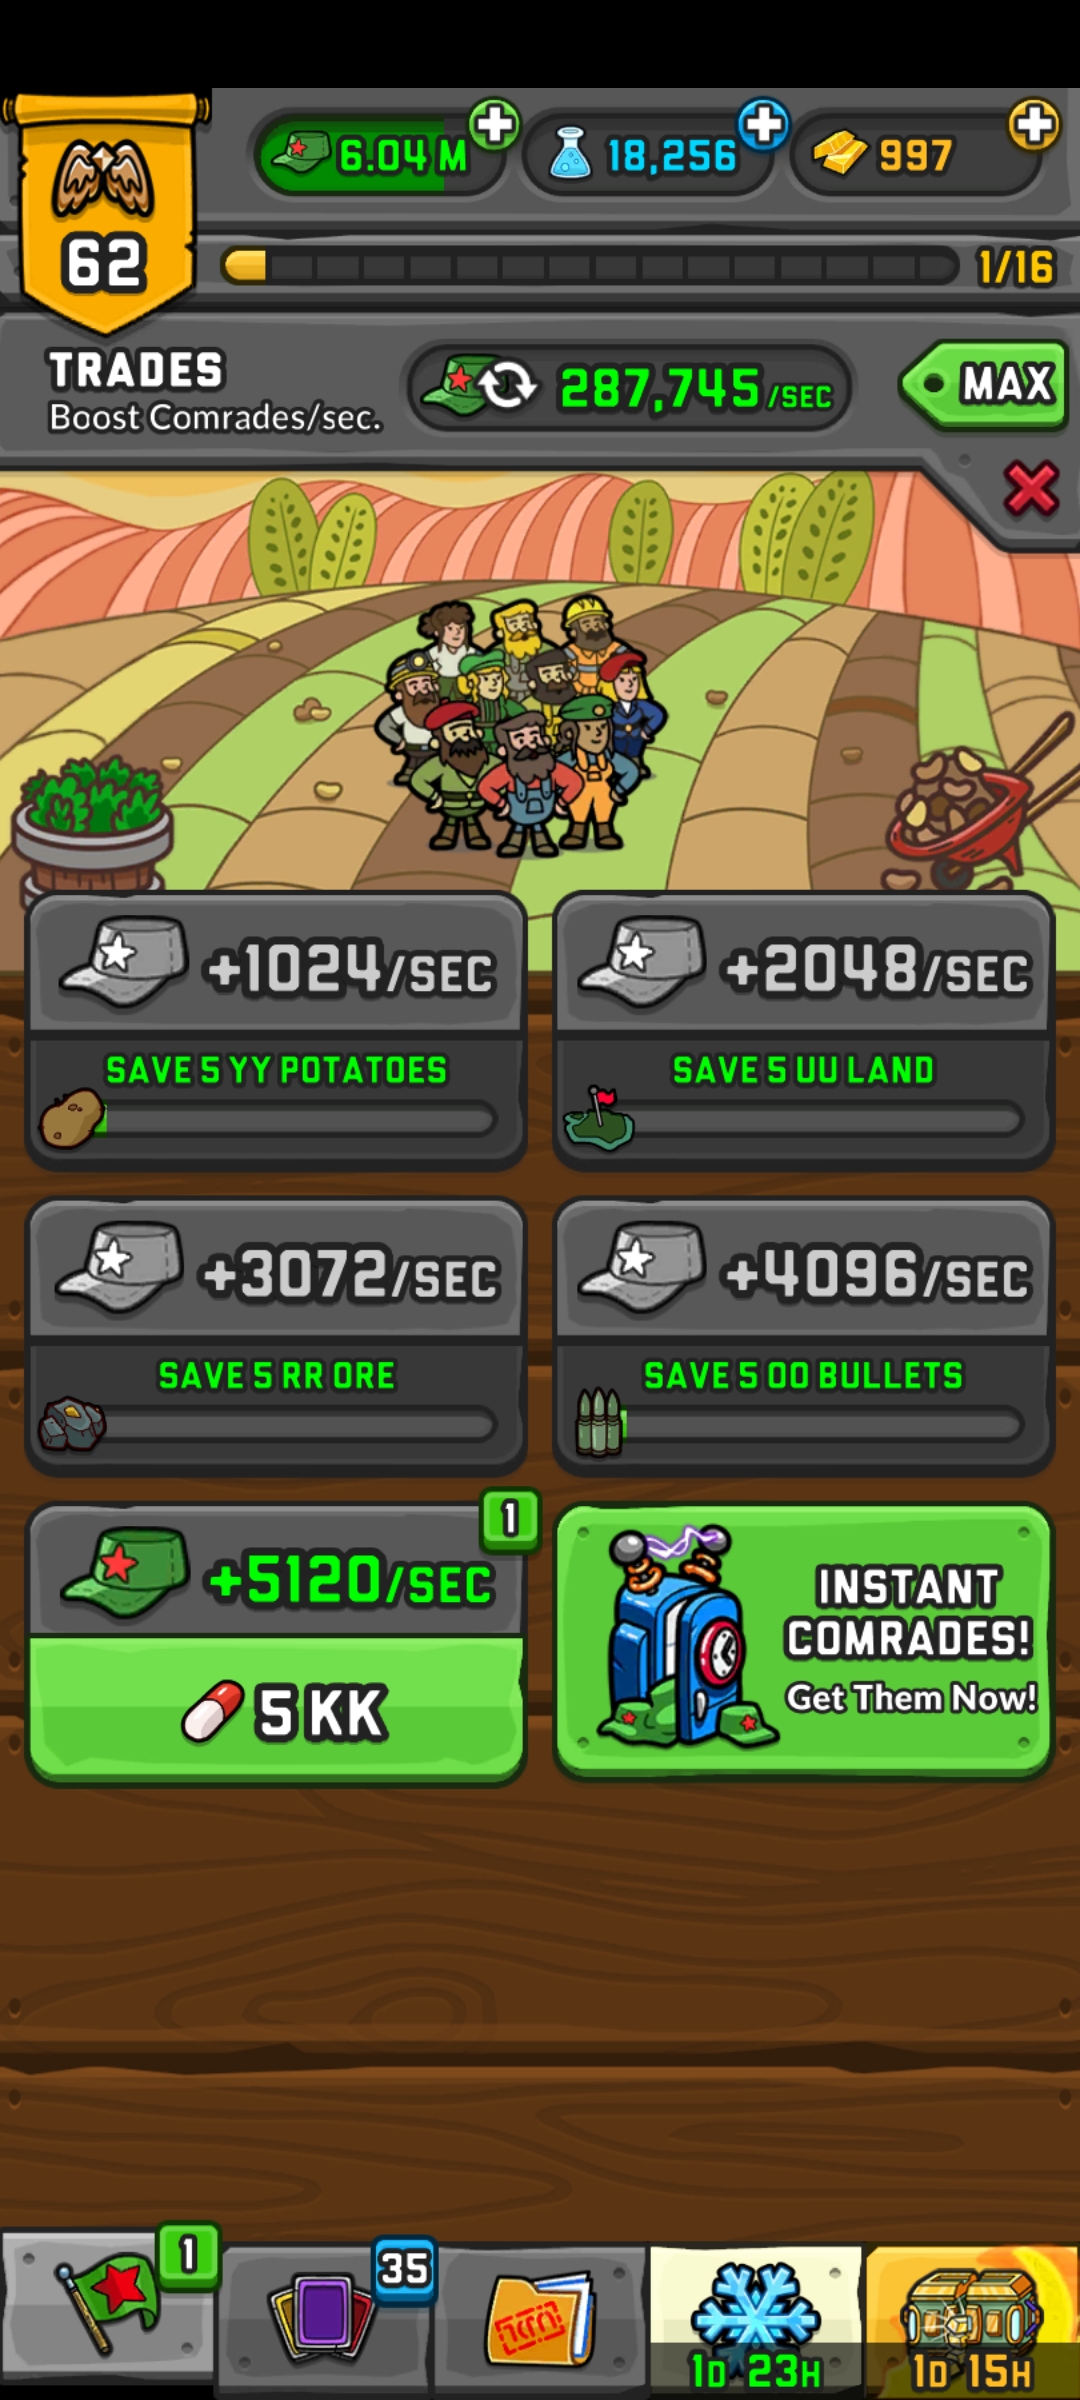 6.04 M
18,256
997
62
1/16
TRADES
Boost Comrades/sec.
287,745/SEC
MAX
+1024/SEC
+2048/SEC
SAVE 5 YY POTATOES
SAVE 5 UU LAND
+3072/SEC
+4096/SEC
SAVE 5 RR ORE
SAVE 5 OO BULLETS
1
+5120/SEC
5 KK
INSTANT
COMRADES!
Get Them Now!
1
35
1D 23H
1D 15H